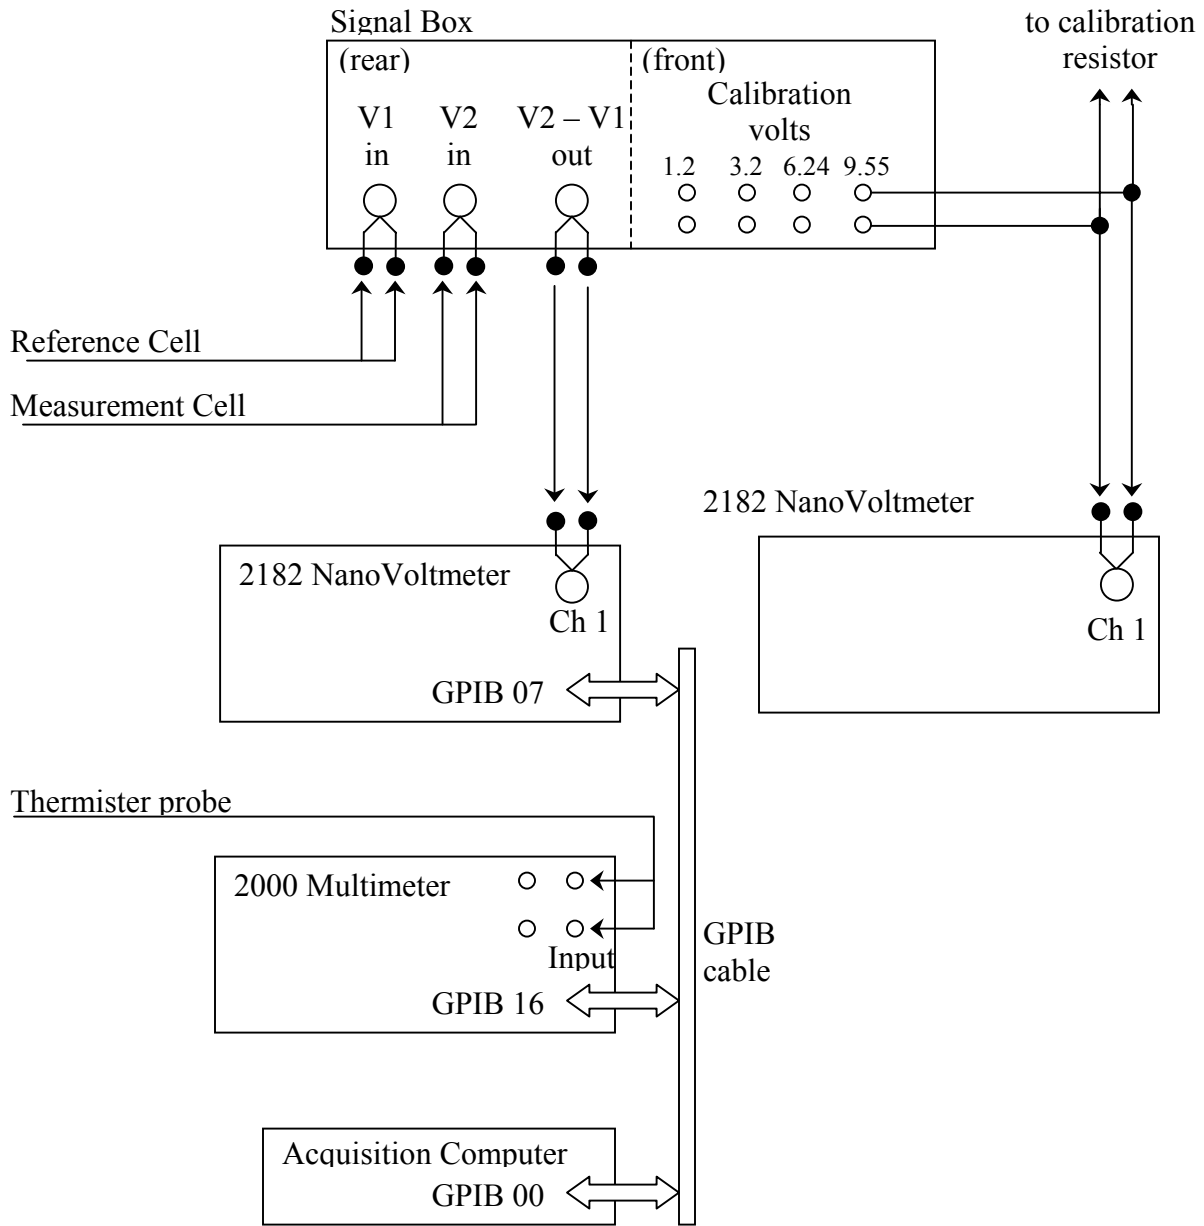 Signal Box
to calibration
resistor
(rear)
(front)
Calibration
volts
V1
in
V2
in
V2 – V1
out
1.2 3.2 6.24 9.55
Reference Cell
Measurement Cell
2182 NanoVoltmeter
Ch 1
GPIB 07
2182 NanoVoltmeter
Ch 1
Thermister probe
2000 Multimeter
Input
GPIB 16
GPIB
cable
Acquisition Computer
GPIB 00